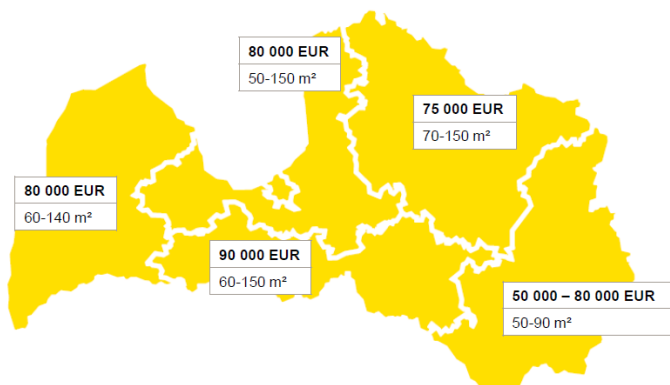 80 000 EUR
50-150 m²
75 000 EUR
70-150 m²
80 000 EUR
60-140 m²
90 000 EUR
60-150 m²
50 000 – 80 000 EUR
50-90 m²